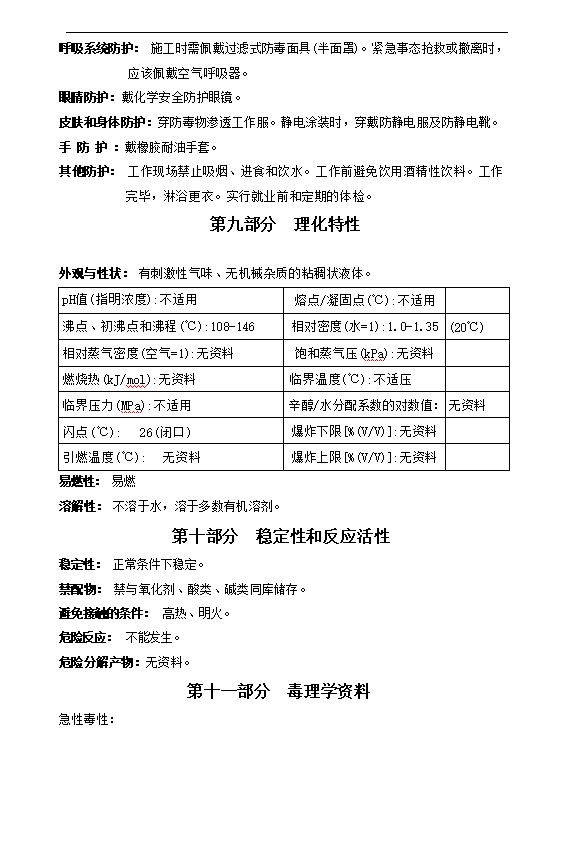 呼吸系统防护： 施工时需佩戴过滤式防毒面具(半面罩)。紧急事态抢救或撤离时，
应该佩戴空气呼吸器。
眼睛防护：戴化学安全防护眼镜。
皮肤和身体防护：穿防毒物渗透工作服。静电涂装时，穿戴防静电服及防静电靴。
手 防 护 ：戴橡胶耐油手套。
其他防护： 工作现场禁止吸烟、进食和饮水。工作前避免饮用酒精性饮料。工作
完毕，淋浴更衣。实行就业前和定期的体检。
第九部分　理化特性
外观与性状： 有刺激性气味、无机械杂质的粘稠状液体。
pH值(指明浓度):不适用 熔点/凝固点(℃):不适用
沸点、初沸点和沸程(℃):108-146 相对密度(水=1):1.0-1.35 (20℃)
相对蒸气密度(空气=1):无资料 饱和蒸气压(kPa):无资料
燃烧热(kJ/mol):无资料 临界温度(℃):不适压
临界压力(MPa):不适用 辛醇/水分配系数的对数值: 无资料
闪点(℃): 26(闭口) 爆炸下限[%(V/V)]:无资料
引燃温度(℃): 无资料 爆炸上限[%(V/V)]:无资料
易燃性： 易燃
溶解性： 不溶于水，溶于多数有机溶剂。
第十部分　稳定性和反应活性
稳定性： 正常条件下稳定。
禁配物： 禁与氧化剂、酸类、碱类同库储存。
避免接触的条件： 高热、明火。
危险反应： 不能发生。
危险分解产物：无资料。
第十一部分　毒理学资料
急性毒性：